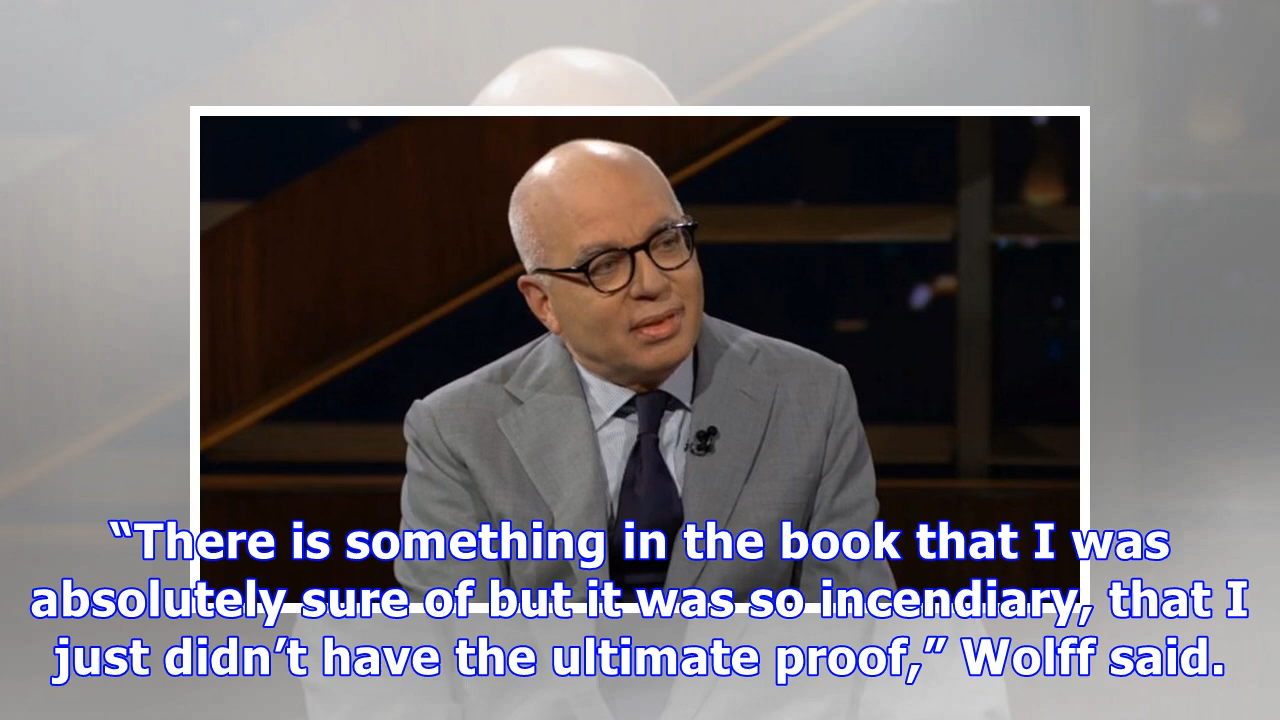 “There is something in the book that I was
absolutely sure of but it was so incendiary, that I
just didn’t have the ultimate proof,” Wolff said.